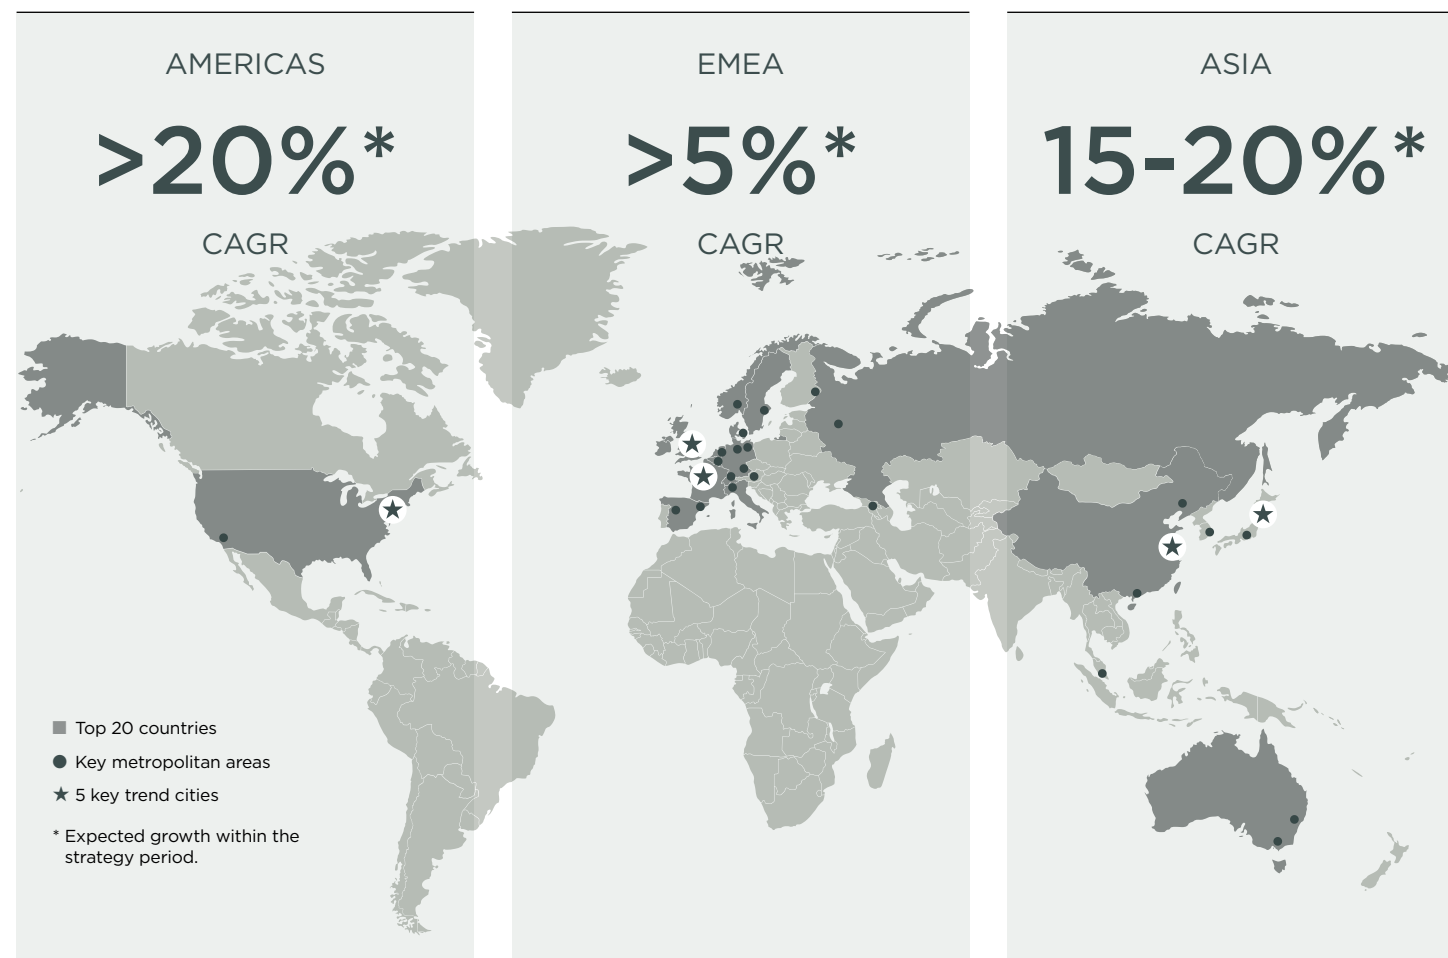 AMERICAS
>20%*
CAGR
EMEA
>5%*
CAGR
ASIA
15-20%*
CAGR
Top 20 countries
Key metropolitan areas
5 key trend cities
* Expected growth within the
strategy period.